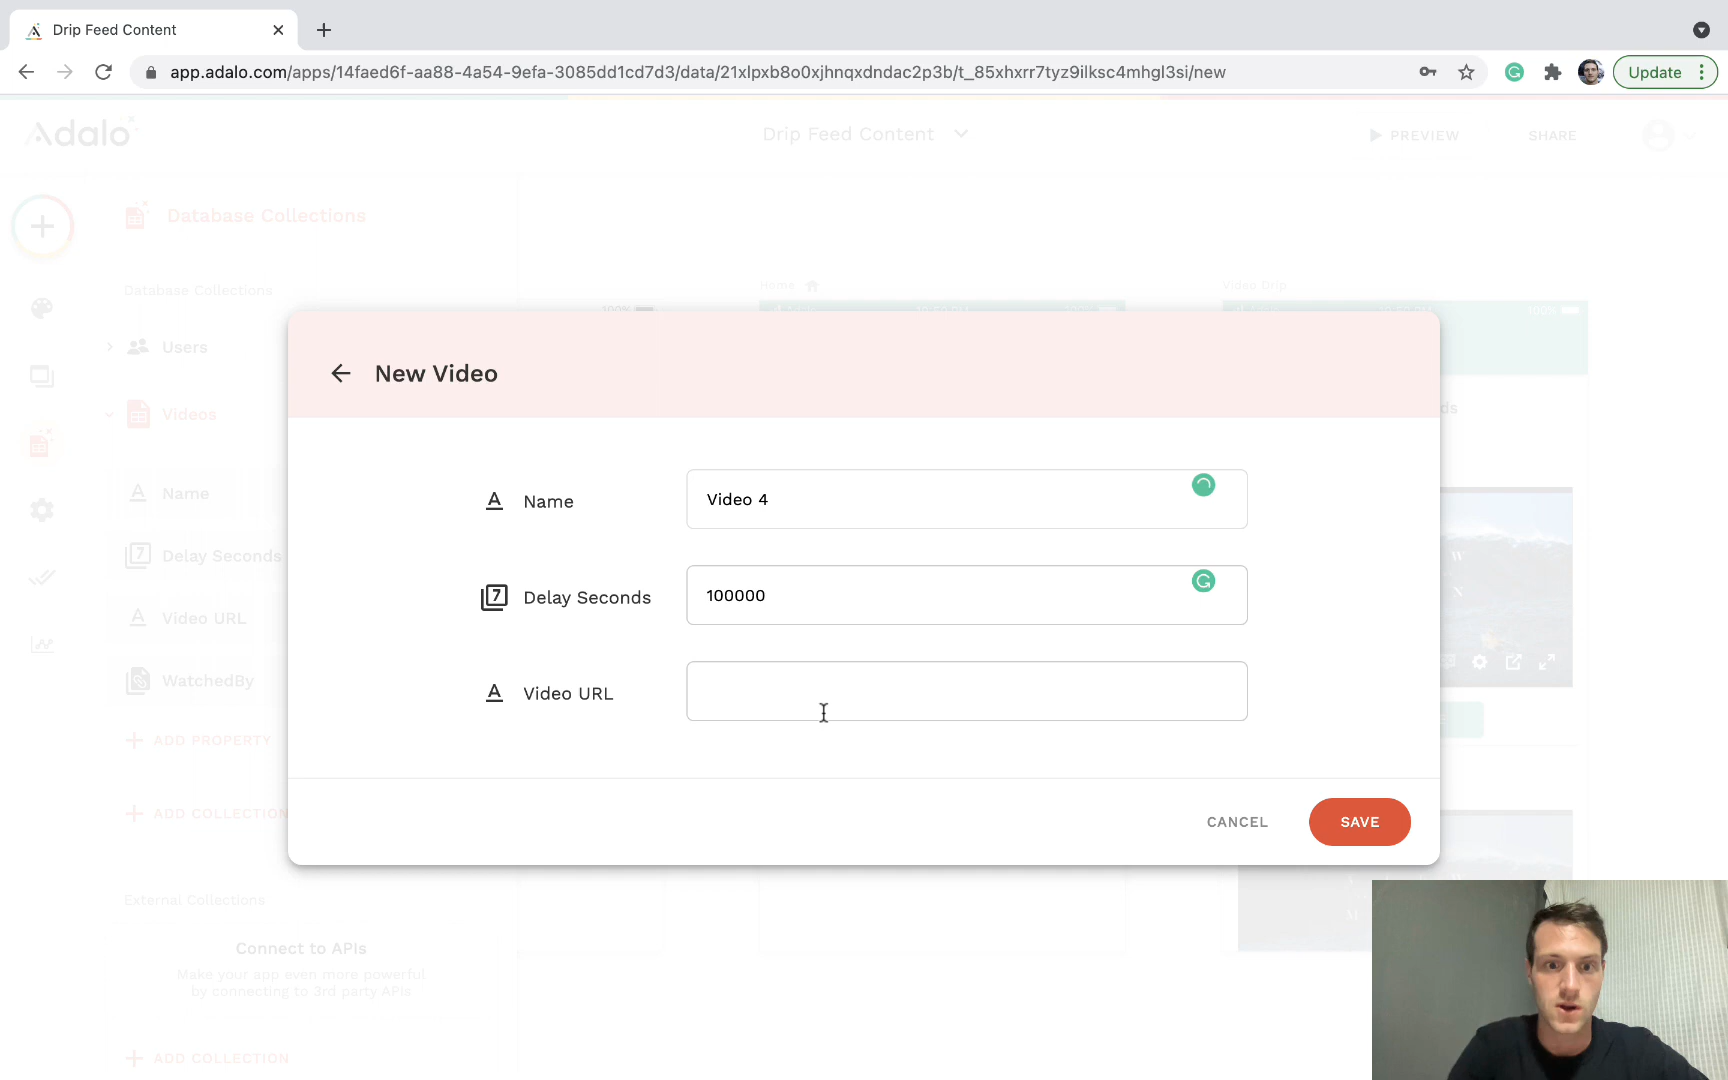 Drip Feed Content
app.adalo.com/apps/14faed6f-aa88-4a54-9efa-3085dd1cd7d3/data/21xlpxb8o0xjhnqxdndac2p3b/t_85xhxrr7tyz9ilksc4mhgl3si/new
Update
Adalo
Drip Feed Content
PREVIEW
SHARE
Database Collections
Database Collections
Home
Video Drip
100%
100%
Users
New Video
Videos
Name
Video 4
Name
Delay Seconds
100000
Delay Seconds
Video URL
Video URL
WatchedBy
ADD PROPERTY
ADD COLLECTION
CANCEL
SAVE
External Collections
Connect to APIs
Make your app even more powerful
by connecting to 3rd party APIs
ADD COLLECTION